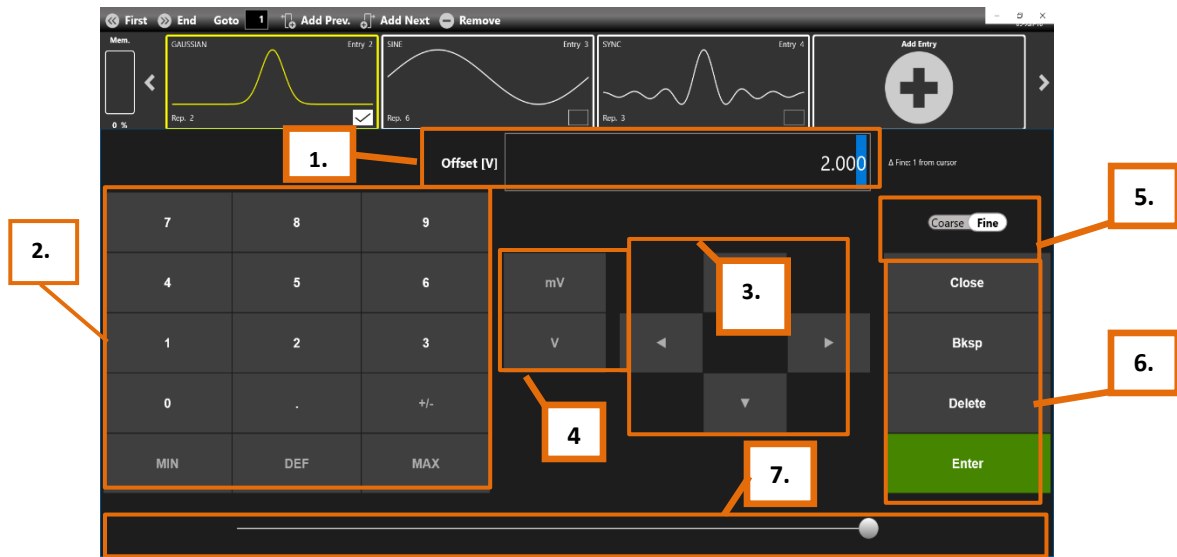 First End Goto 1 Add Prev. Add Next Remove
Mem.
GAUSSIAN Entry 2
SINE Entry 3
SYNC Entry 4
Add Entry
0 %
Rep. 2
Rep. 6
Rep. 3
1.
Offset [V] 2.000
Δ Fine: 1 from cursor
5.
2.
7 8 9
Coarse Fine
4 5 6
mV
3.
Close
1 2 3
V
Bksp
6.
0 . +/-
Delete
4
MIN DEF MAX
7.
Enter